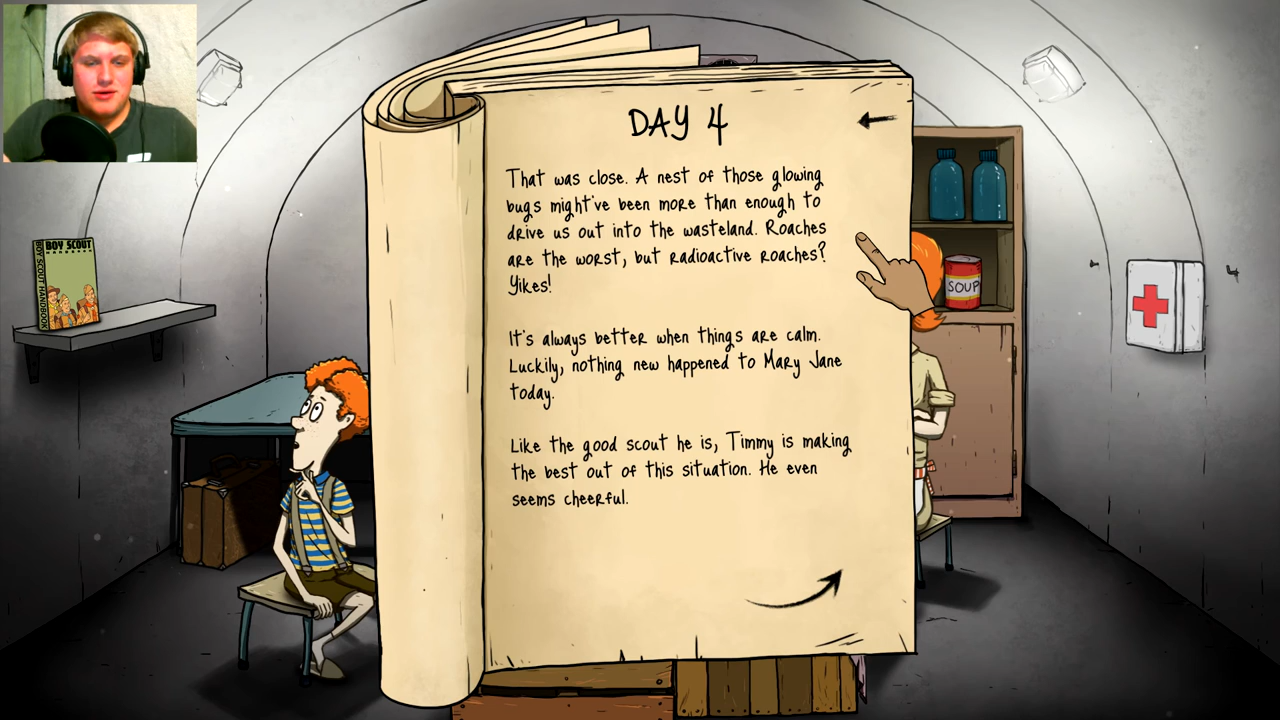 DAY 4
That was close. A nest of those glowing
bugs might've been more than enough to
drive us out into the wasteland. Roaches
are the worst, but radioactive roaches?
Yikes!
It's always better when things are calm.
Luckily, nothing new happened to Mary Jane
today.
Like the good scout he is, Timmy is making
the best out of this situation. He even
seems cheerful.
BOY SCOUT
HANDBOOK
BOY SCOUT HANDBOOK
SOUP